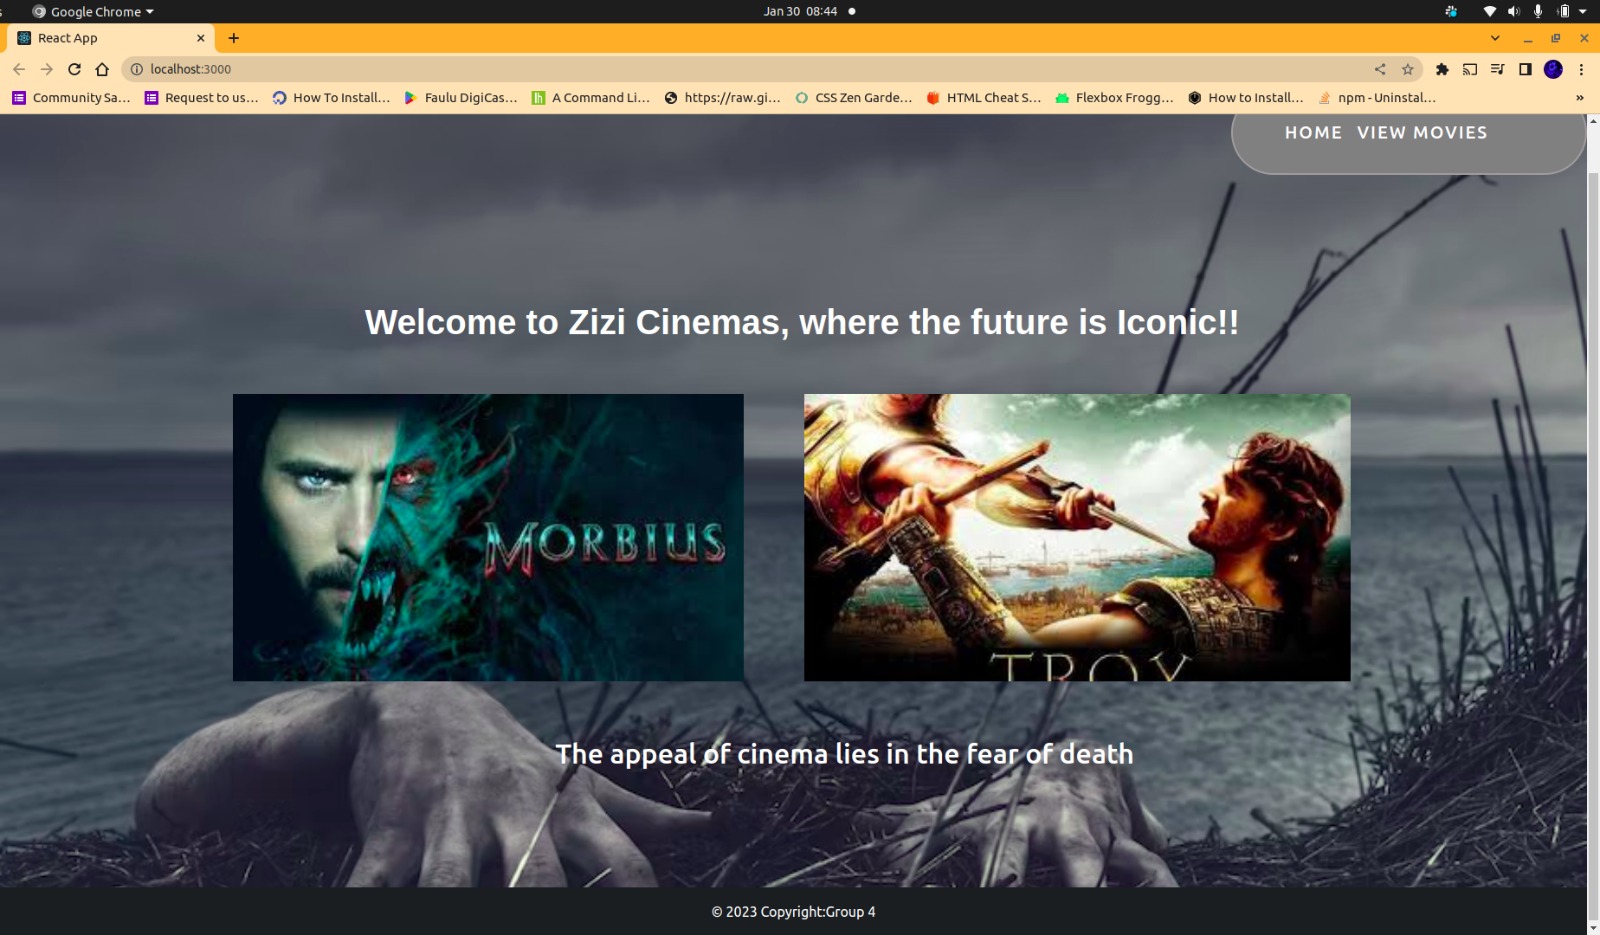 Google Chrome
Jan 30 08:44
React App
localhost:3000
Community Sa...
Request to us...
How To Install...
Faulu DigiCas...
A Command Li...
https://raw.gi...
CSS Zen Garde...
HTML Cheat S...
Flexbox Frogg...
How to Install...
npm - Uninstal...
»
HOME VIEW MOVIES
Welcome to Zizi Cinemas, where the future is Iconic!!
MORBIUS
TROY
The appeal of cinema lies in the fear of death
© 2023 Copyright:Group 4